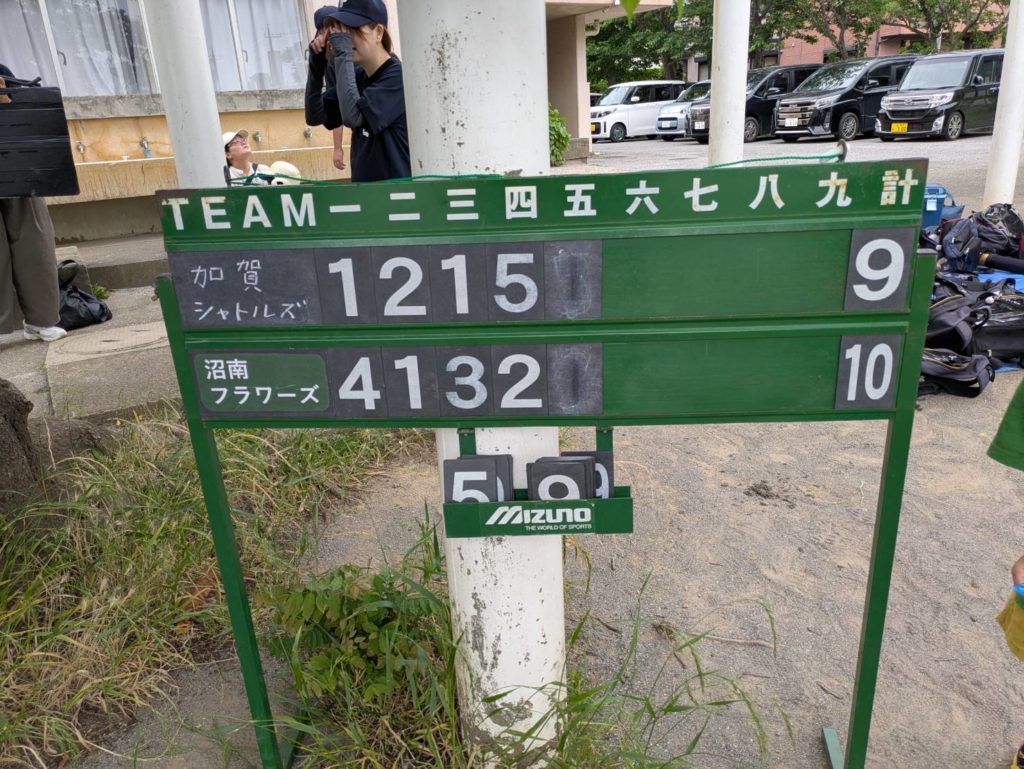 TEAM 一 二 三 四 五 六 七 八 九 計
加賀
シャトルズ
1 2 1 5 9
沼南
フラワーズ
4 1 3 2 10
5 9 9
MIZUNO
THE WORLD OF SPORTS